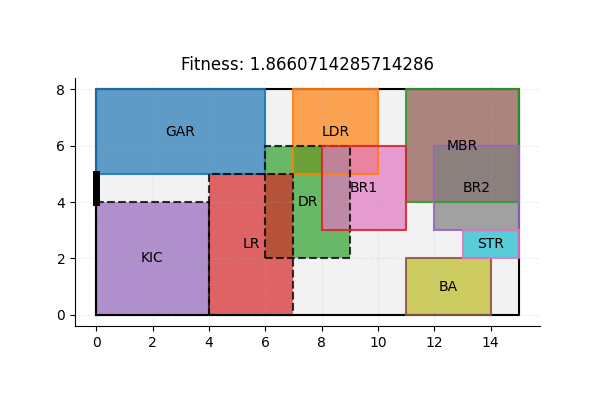 Fitness: 1.8660714285714286
8
6
4
2
0
GAR
LDR
MBR
BR1
BR2
DR
KIC
LR
STR
BA
0 2 4 6 8 10 12 14